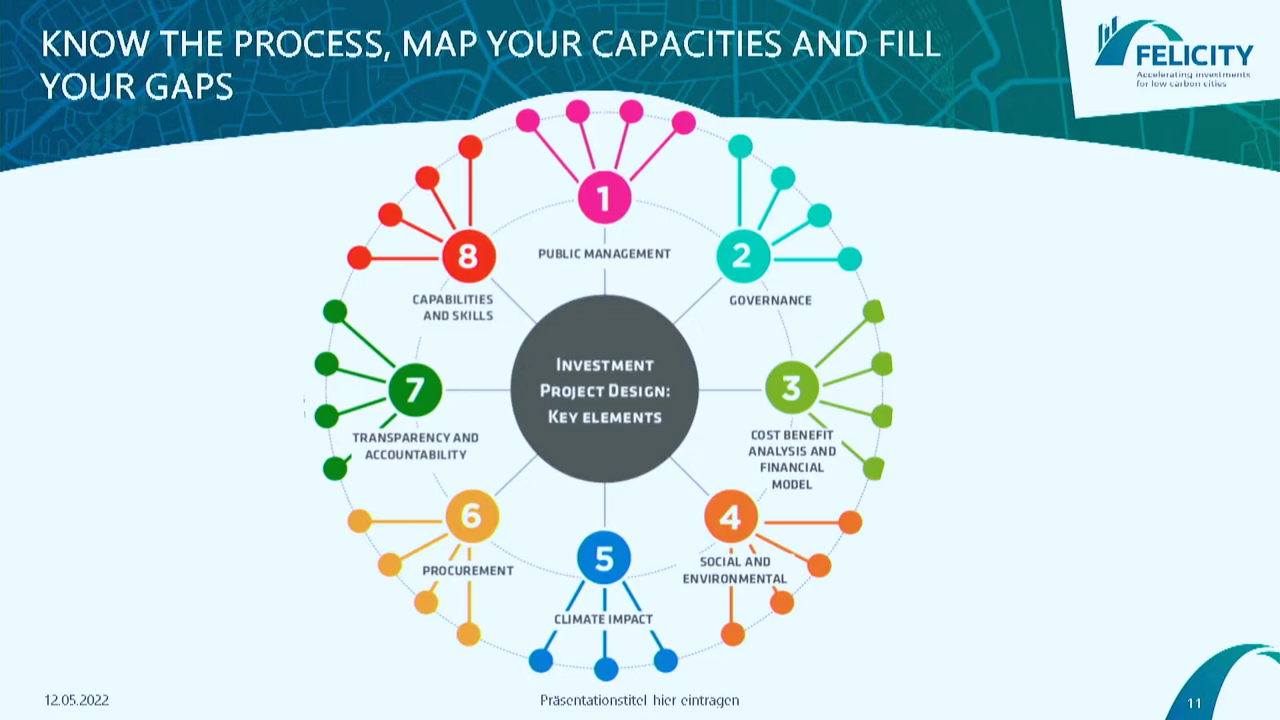 KNOW THE PROCESS, MAP YOUR CAPACITIES AND FILL
YOUR GAPS
FELICITY
Accelerating investments
for low carbon cities
1
PUBLIC MANAGEMENT
2
GOVERNANCE
8
CAPABILITIES
AND SKILLS
INVESTMENT
PROJECT DESIGN:
KEY ELEMENTS
7
TRANSPARENCY AND
ACCOUNTABILITY
3
COST BENEFIT
ANALYSIS AND
FINANCIAL
MODEL
6
PROCUREMENT
4
SOCIAL AND
ENVIRONMENTAL
5
CLIMATE IMPACT
12.05.2022
Präsentationstitel hier eintragen
11